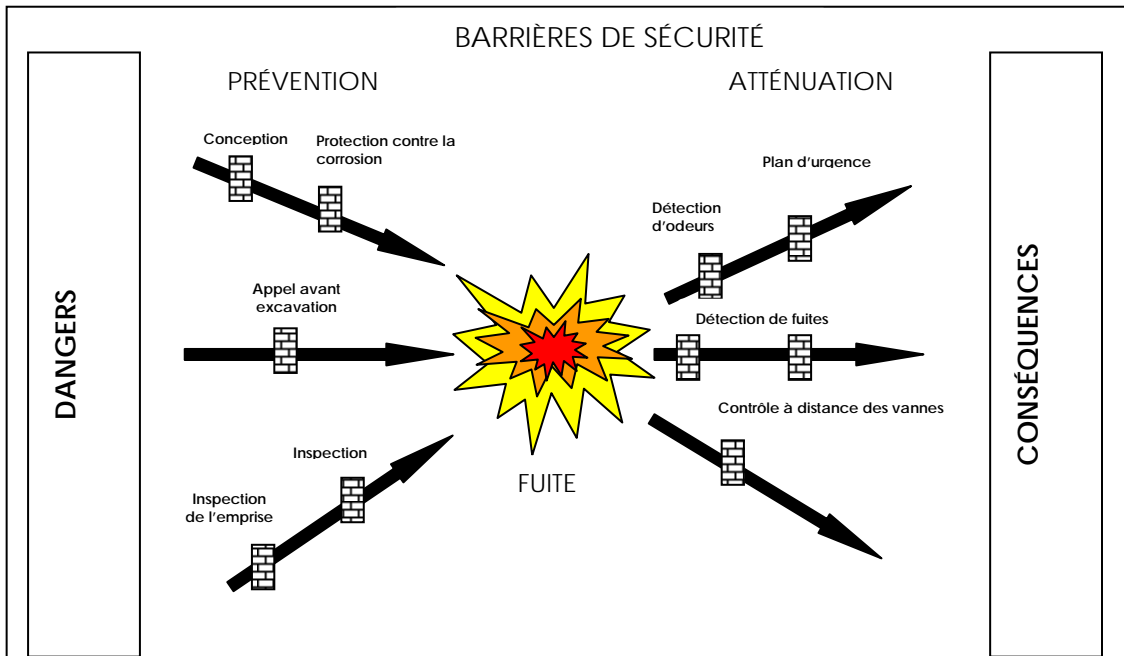 BARRIÈRES DE SÉCURITÉ
PRÉVENTION
ATTÉNUATION
DANGERS
Conception
Protection contre la
corrosion
Appel avant
excavation
Inspection
Inspection
de l'emprise
FUITE
Plan d'urgence
Détection
d'odeurs
Détection de fuites
Contrôle à distance des vannes
CONSÉQUENCES